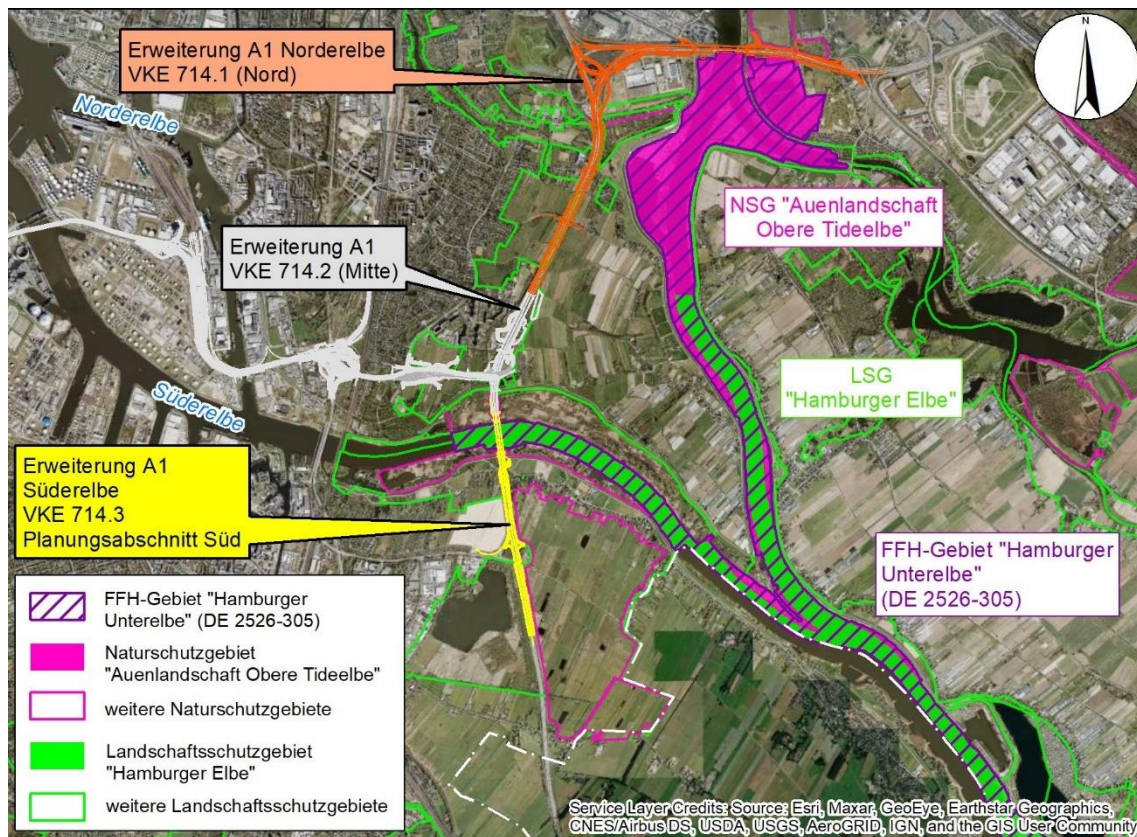 Erweiterung A1 Norderelbe
VKE 714.1 (Nord)
N
Norderelbe
NSG "Auenlandschaft
Obere Tideelbe"
Erweiterung A1
VKE 714.2 (Mitte)
LSG
"Hamburger Elbe"
Süderelbe
Erweiterung A1
Süderelbe
VKE 714.3
Planungsabschnitt Süd
FFH-Gebiet "Hamburger
Unterelbe"
(DE 2526-305)
FFH-Gebiet "Hamburger
Unterelbe" (DE 2526-305)
Naturschutzgebiet
"Auenlandschaft Obere Tideelbe"
weitere Naturschutzgebiete
Landschaftsschutzgebiet
"Hamburger Elbe"
weitere Landschaftsschutzgebiete
Service Layer Credits: Source: Esri, Maxar, GeoEye, Earthstar Geographics,
CNES/Airbus DS, USDA, USGS, AeroGRID, IGN, and the GIS User Community